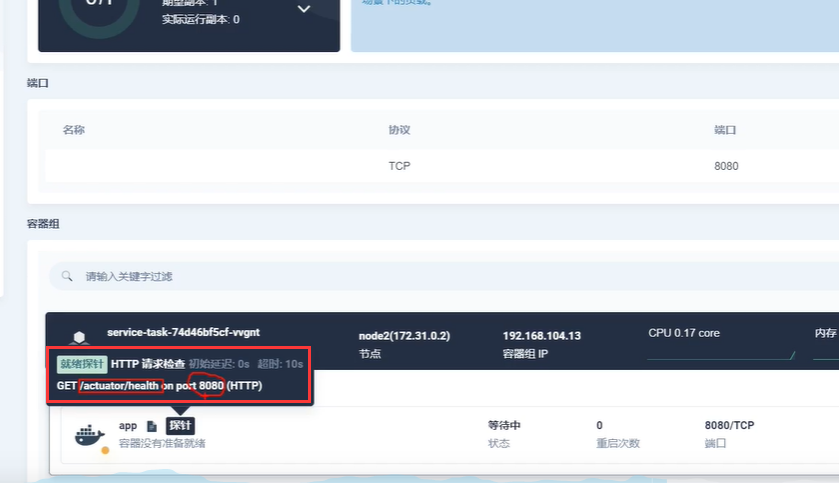 期望副本: 1
实际运行副本: 0
端口
名称 协议 端口
TCP 8080
容器组
请输入关键字过滤
service-task-74d46bf5cf-vvgnt
node2(172.31.0.2)
节点
192.168.104.13
容器组 IP
CPU 0.17 core
内存
就绪探针 HTTP 请求检查 初始延迟: 0s 超时: 10s
GET /actuator/health on port 8080 (HTTP)
app 探针
容器没有准备就绪
等待中
状态
0
重启次数
8080/TCP
端口